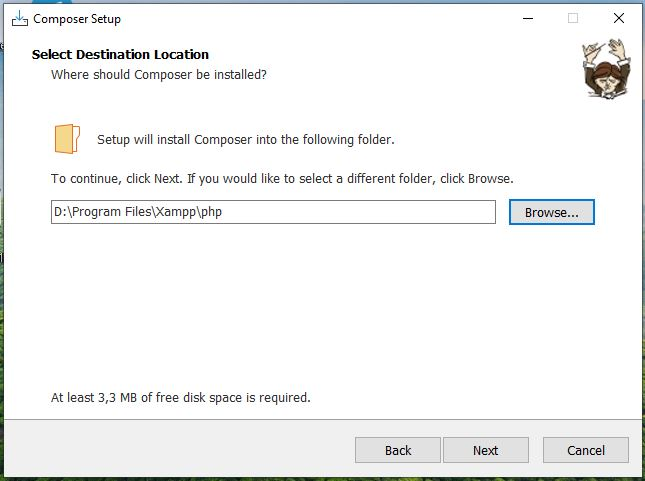 Composer Setup
Select Destination Location
Where should Composer be installed?
Setup will install Composer into the following folder.
To continue, click Next. If you would like to select a different folder, click Browse.
D:\Program Files\Xampp\php
Browse...
At least 3,3 MB of free disk space is required.
Back
Next
Cancel